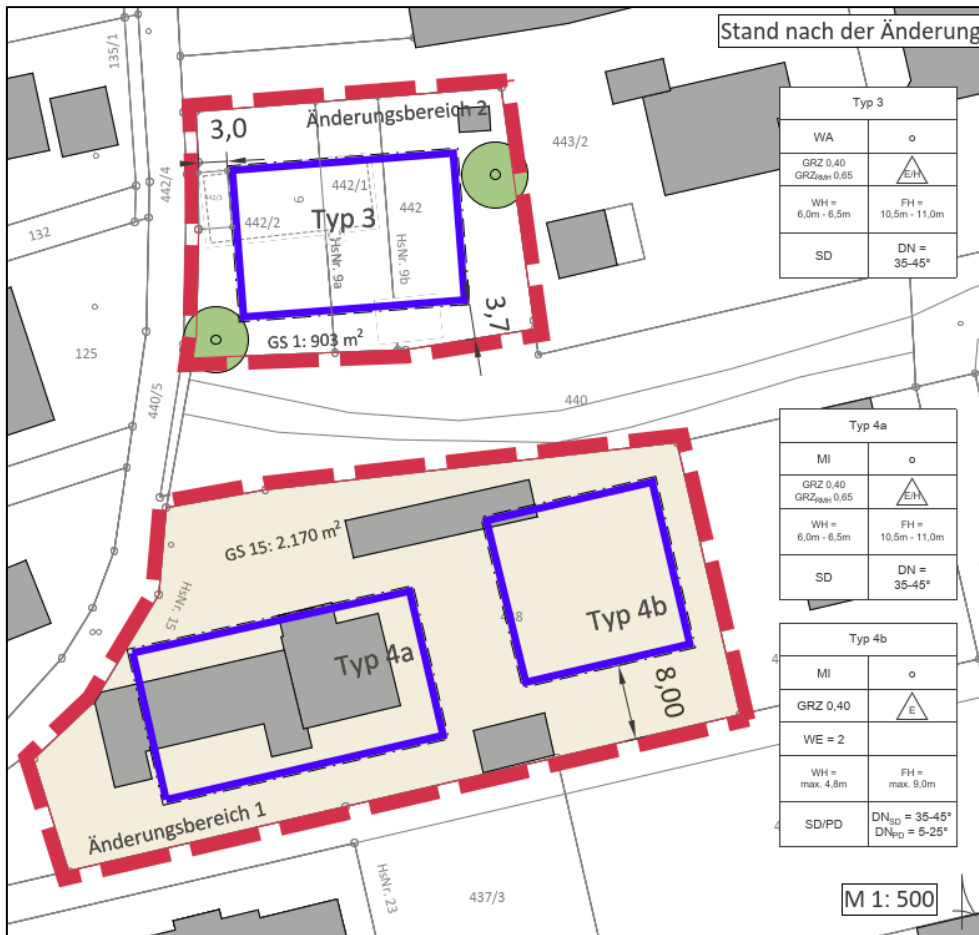 Stand nach der Änderung
135/1
Änderungsbereich 2
3,0
443/2
442/4
442/3
442/1
9
442
442/2
Typ 3
HsNr. 9a
HsNr. 9b
132
3,7
GS 1: 903 m²
125
440/5
440
Typ 3
WA o
GRZ 0,40
GRZRMH 0,65
E/H
WH =
6,0m - 6,5m
FH =
10,5m - 11,0m
SD
DN =
35-45°
GS 15: 2.170 m²
HsNr. 15
8
Typ 4b
Typ 4a
8,00
Änderungsbereich 1
Typ 4a
MI o
GRZ 0,40
GRZRMH 0,65
E/H
WH =
6,0m - 6,5m
FH =
10,5m - 11,0m
SD
DN =
35-45°
Typ 4b
MI o
GRZ 0,40
E
WE = 2
WH =
max. 4,8m
FH =
max. 9,0m
SD/PD
DNSD = 35-45°
DNPD = 5-25°
HsNr. 23
437/3
M 1: 500